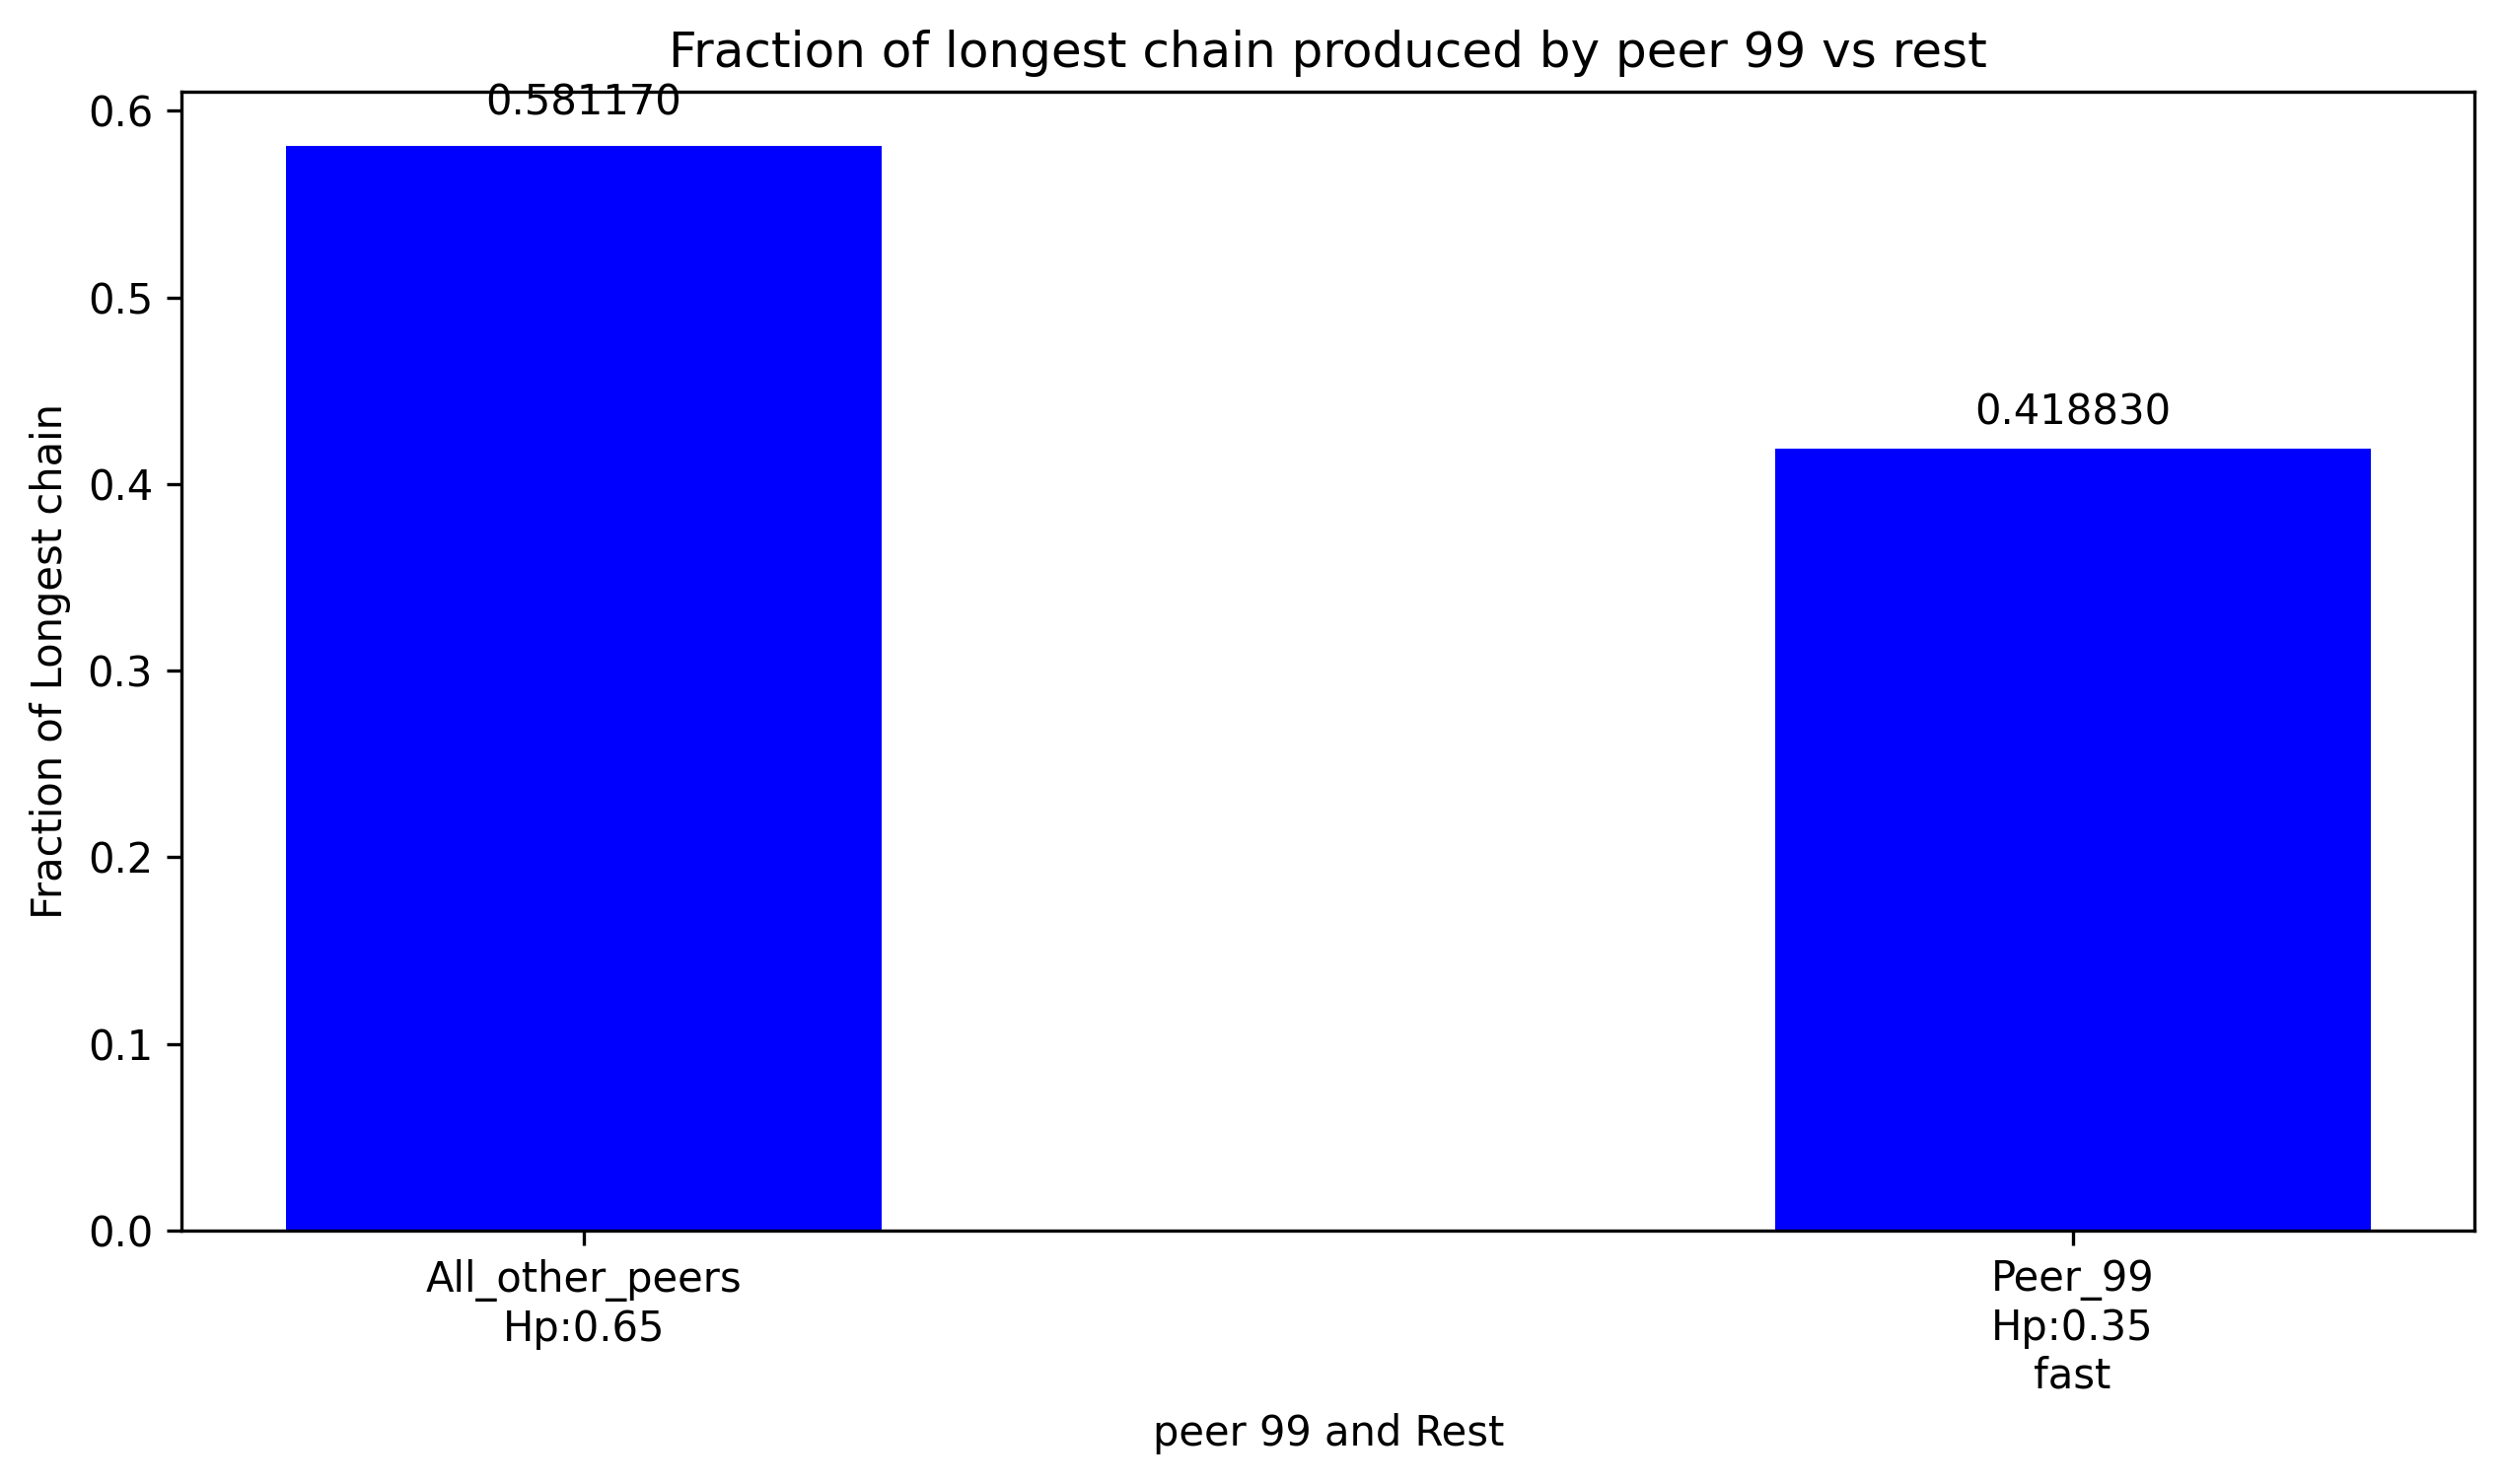 Fraction of longest chain produced by peer 99 vs rest
0.581170
0.418830
Fraction of Longest chain
0.6
0.5
0.4
0.3
0.2
0.1
0.0
All_other_peers
Hp:0.65
Peer_99
Hp:0.35
fast
peer 99 and Rest